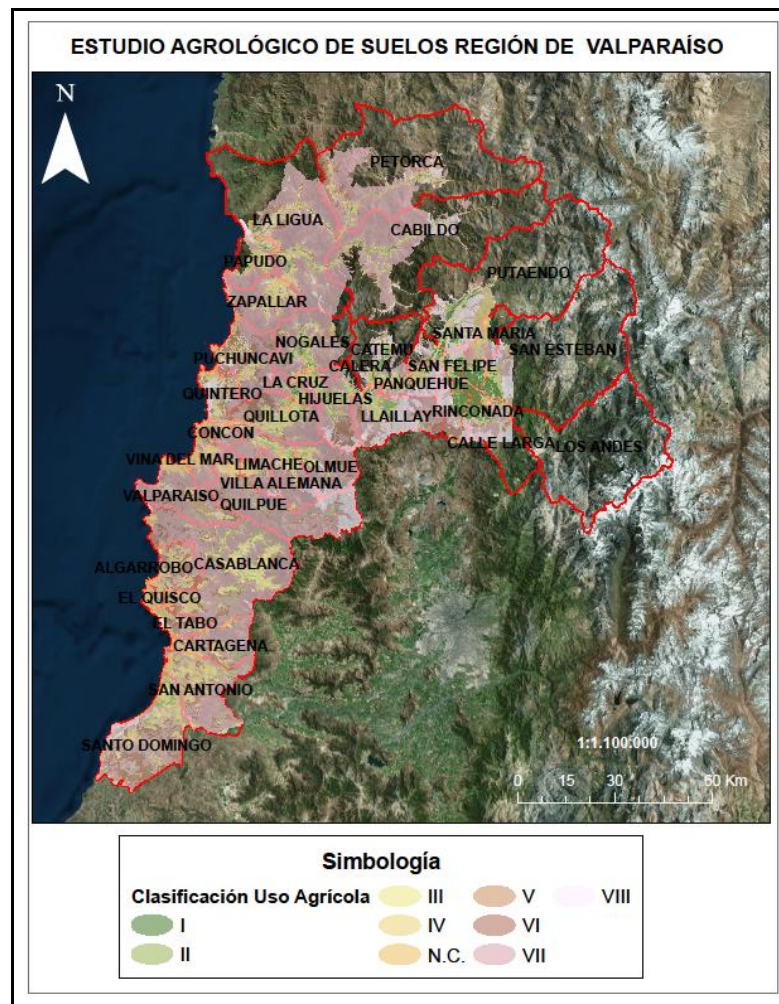 ESTUDIO AGROLÓGICO DE SUELOS REGIÓN DE VALPARAÍSO
N
PETORCA
LA LIGUA
CABILDO
PAPUDO
PUTAENDO
ZAPALLAR
SANTA MARIA
NOGALES
CATEMU
SAN ESTEBAN
PUCHUNCAVI
CALERA
SAN FELIPE
LA CRUZ
PANQUEHUE
QUINTERO
HIJUELAS
QUILLOTA
LLAILLAY
RINCONADA
CONCON
CALLE LARGA
LOS ANDES
VINA DEL MAR
LIMACHE
OLMUE
VILLA ALEMANA
VALPARAISO
QUILPUE
ALGARROBO
CASABLANCA
EL QUISCO
EL TABO
CARTAGENA
SAN ANTONIO
SANTO DOMINGO
1:1.100.000
0 15 30 60 Km
Simbología
Clasificación Uso Agrícola
I
II
III
IV
N.C.
V
VI
VII
VIII